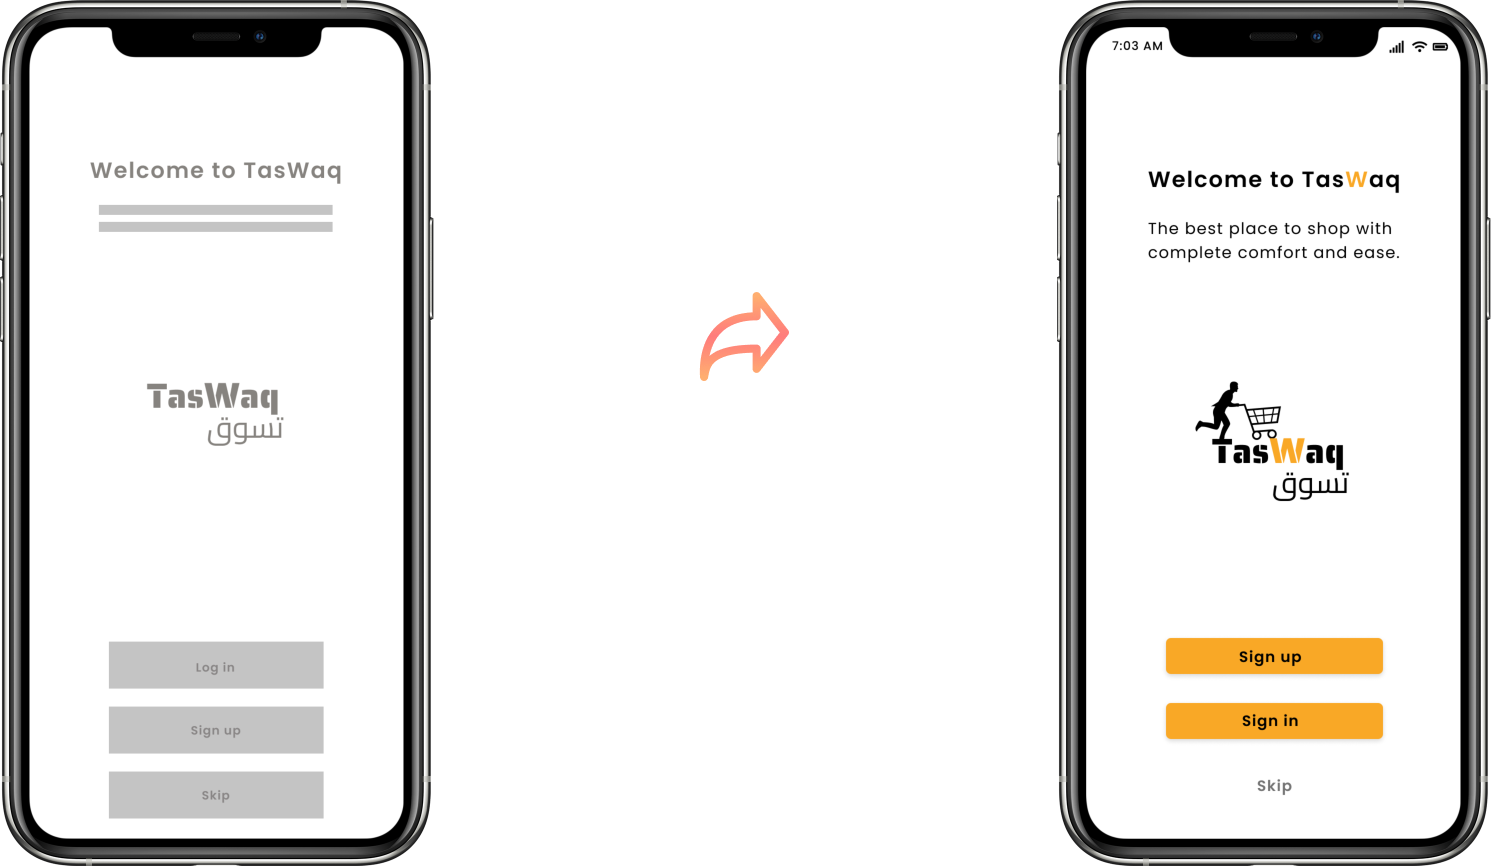 Welcome to TasWaq
TasWaq
تسوق
Log in
Sign up
Skip
7:03 AM
Welcome to TasWaq
The best place to shop with
complete comfort and ease.
TasWaq
تسوق
Sign up
Sign in
Skip